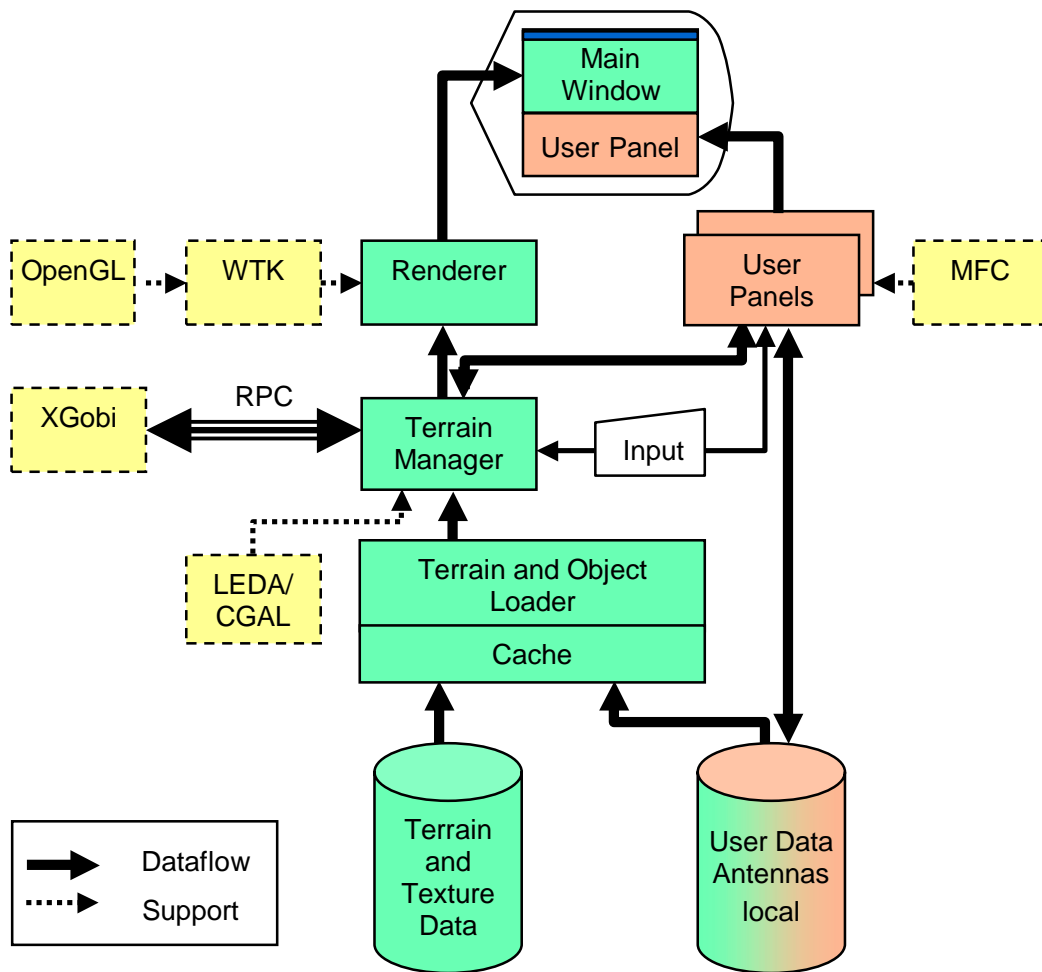 Main
Window
User Panel
OpenGL
WTK
Renderer
User
Panels
MFC
XGobi
RPC
Terrain
Manager
Input
LEDA/
CGAL
Terrain and Object
Loader
Cache
Terrain
and
Texture
Data
User Data
Antennas
local
Dataflow
Support